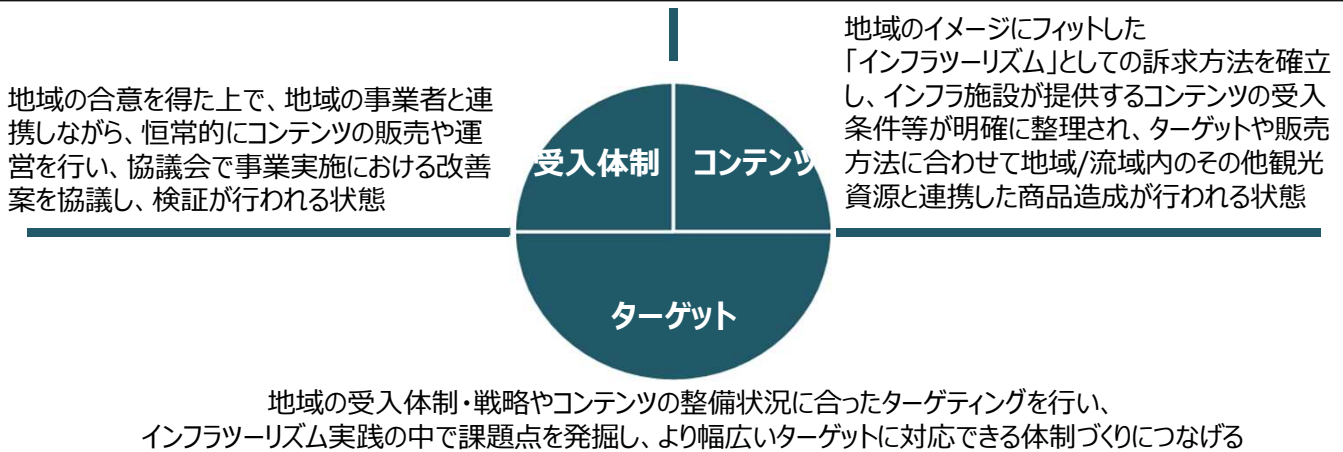 地域の合意を得た上で、地域の事業者と連
携しながら、恒常的にコンテンツの販売や運
営を行い、協議会で事業実施における改善
案を協議し、検証が行われる状態
地域のイメージにフィットした
「インフラツーリズム」としての訴求方法を確立
し、インフラ施設が提供するコンテンツの受入
条件等が明確に整理され、ターゲットや販売
方法に合わせて地域/流域内のその他観光
資源と連携した商品造成が行われる状態
受入体制
コンテンツ
ターゲット
地域の受入体制・戦略やコンテンツの整備状況に合ったターゲティングを行い、
インフラツーリズム実践の中で課題点を発掘し、より幅広いターゲットに対応できる体制づくりにつなげる